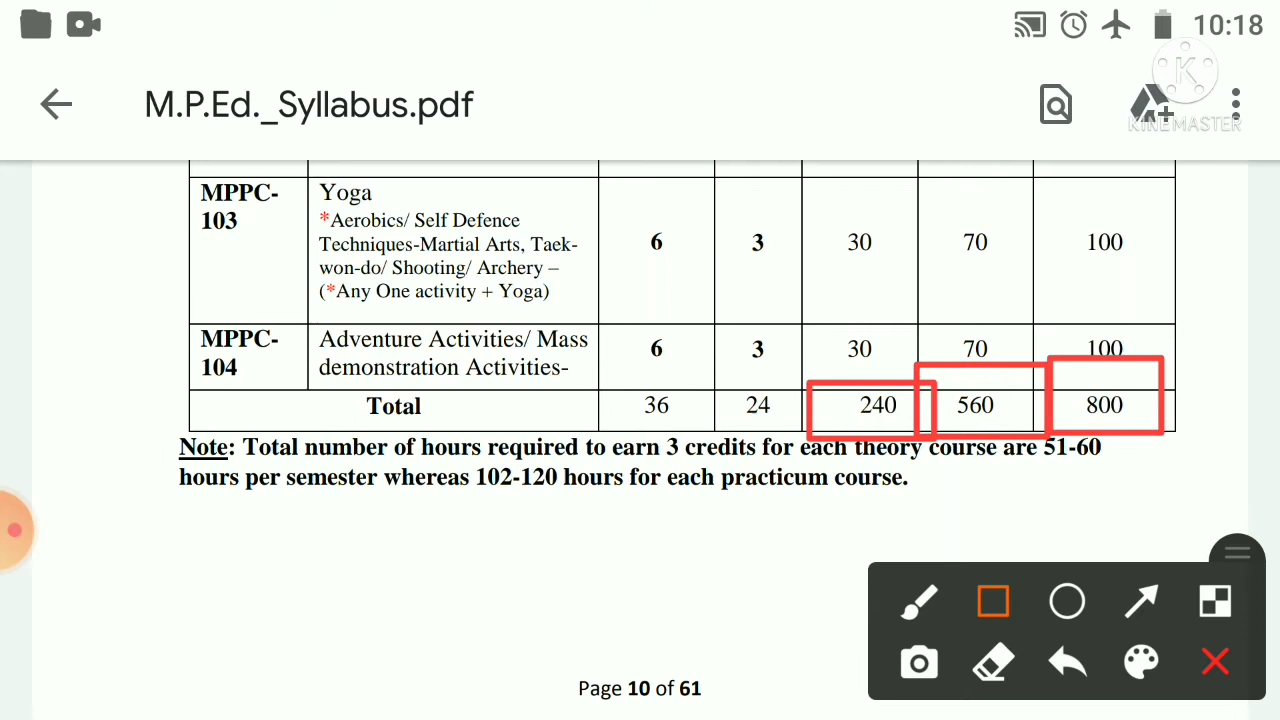 10:18
M.P.Ed._Syllabus.pdf
K
KINEMASTER
MPPC-
103
Yoga
*Aerobics/ Self Defence
Techniques-Martial Arts, Taek-
won-do/ Shooting/ Archery –
(*Any One activity + Yoga)
6 3 30 70 100
MPPC-
104
Adventure Activities/ Mass
demonstration Activities-
6 3 30 70 100
Total 36 24 240 560 800
Note: Total number of hours required to earn 3 credits for each theory course are 51-60
hours per semester whereas 102-120 hours for each practicum course.
Page 10 of 61